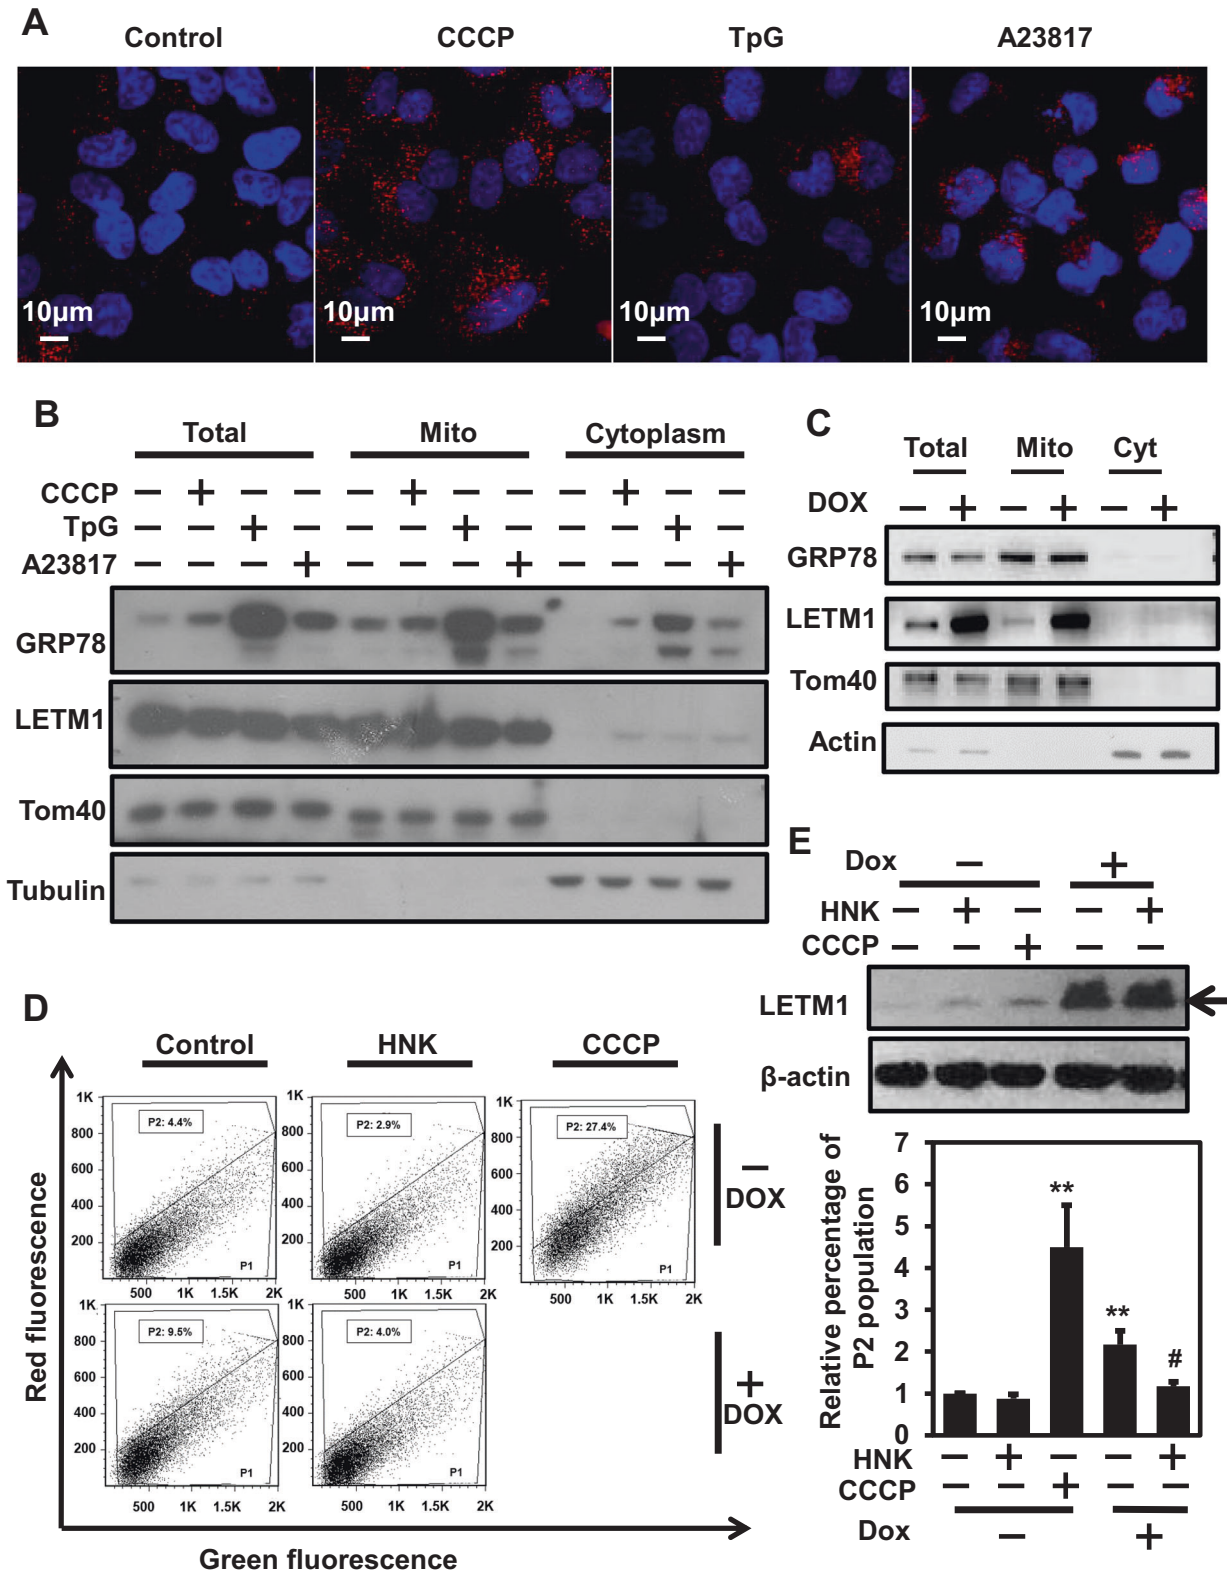 A
Control CCCP TpG A23817
10µm 10µm 10µm 10µm
B
Total Mito Cytoplasm
CCCP − + − − − + − − − + − −
TpG − − + − − − + − − − + −
A23817 − − − + − − − + − − − +
GRP78
LETM1
Tom40
Tubulin
C
Total Mito Cyt
DOX − + − + − +
GRP78
LETM1
Tom40
Actin
D
Control HNK CCCP
1K 1K 1K
P2: 4.4% P2: 2.9% P2: 27.4%
800 800 800
600 600 600
400 400 400
200 200 200
P1 P1 P1
500 1K 1.5K 2K 500 1K 1.5K 2K 500 1K 1.5K 2K
−
DOX
1K 1K
P2: 9.5% P2: 4.0%
800 800
600 600
400 400
200 200
P1 P1
500 1K 1.5K 2K 500 1K 1.5K 2K
+
DOX
Red fluorescence
Green fluorescence
E
Dox − +
HNK − + − − +
CCCP − − + − −
LETM1
β-actin
Relative percentage of
P2 population
7
6
5
4
3
2
1
0
** ** #
HNK − + − − +
CCCP − − + − −
Dox − +